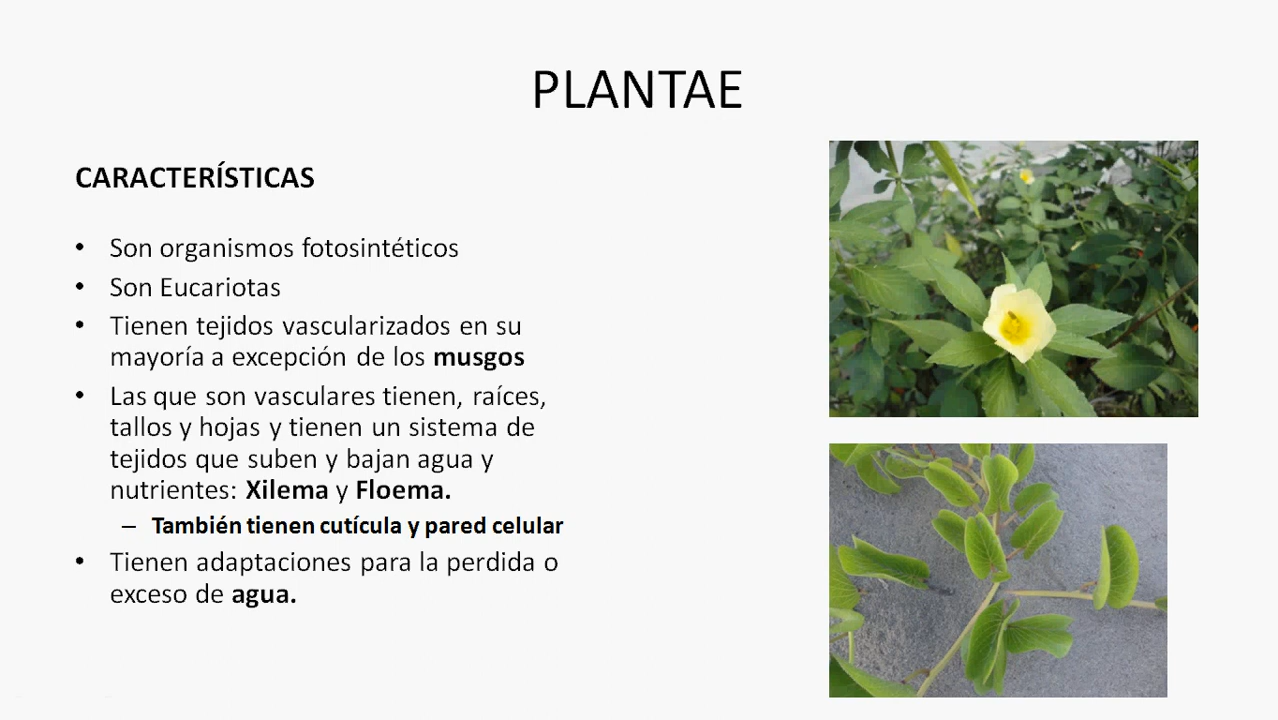 PLANTAE
CARACTERÍSTICAS
• Son organismos fotosintéticos
• Son Eucariotas
• Tienen tejidos vascularizados en su
mayoría a excepción de los musgos
• Las que son vasculares tienen, raíces,
tallos y hojas y tienen un sistema de
tejidos que suben y bajan agua y
nutrientes: Xilema y Floema.
– También tienen cutícula y pared celular
• Tienen adaptaciones para la perdida o
exceso de agua.